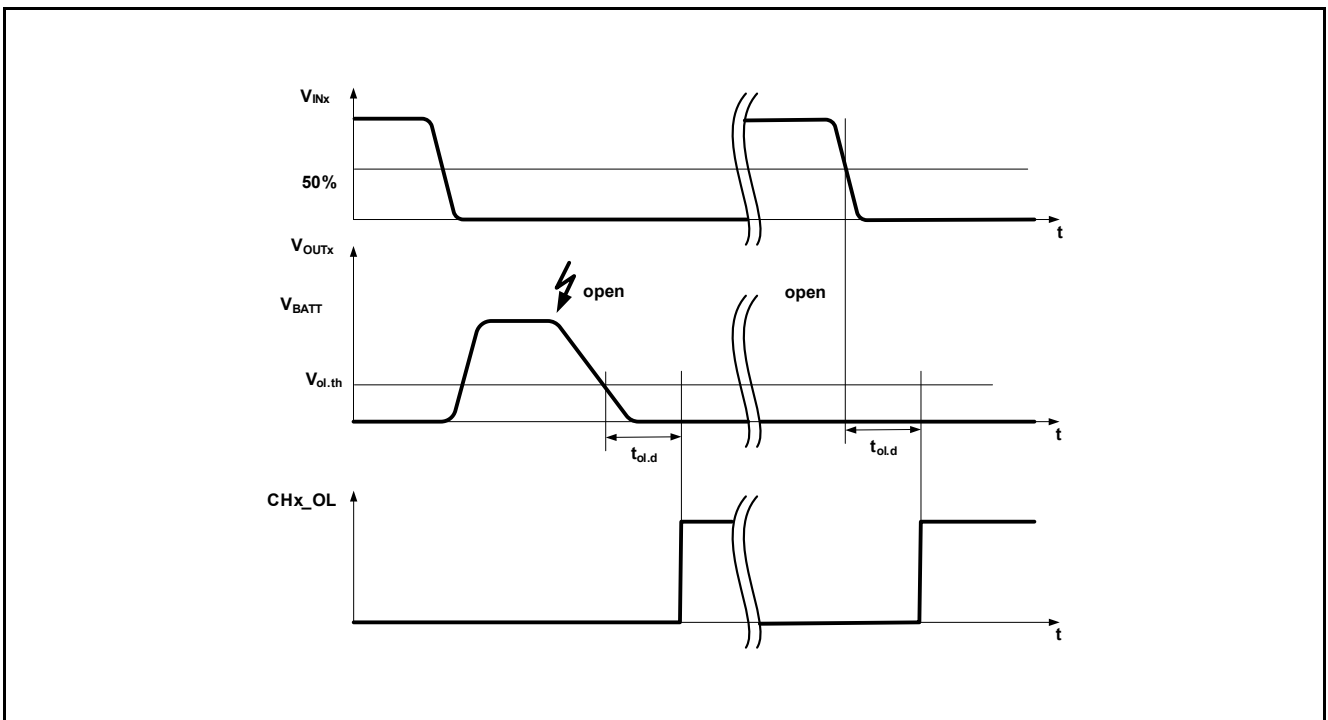 VINx
50%
t
VOUTx
open
open
VBATT
Vol.th
t
tol.d
tol.d
CHx_OL
t